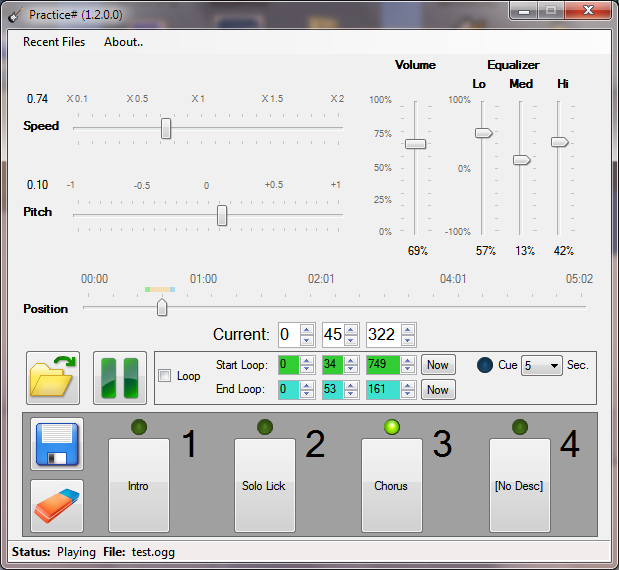 Practice# (1.2.0.0)
Recent Files About..
Volume Equalizer
Lo Med Hi
0.74 X 0.1 X 0.5 X 1 X 1.5 X 2
Speed
100% 75% 50% 25% 0%
100% 0% -100%
0.10 -1 -0.5 0 +0.5 +1
Pitch
69% 57% 13% 42%
00:00 01:00 02:01 04:01 05:02
Position
Current: 0 45 322
Loop
Start Loop: 0 34 749 Now Cue 5 Sec.
End Loop: 0 53 161 Now
1 2 3 4
Intro Solo Lick Chorus [No Desc]
Status: Playing File: test.ogg